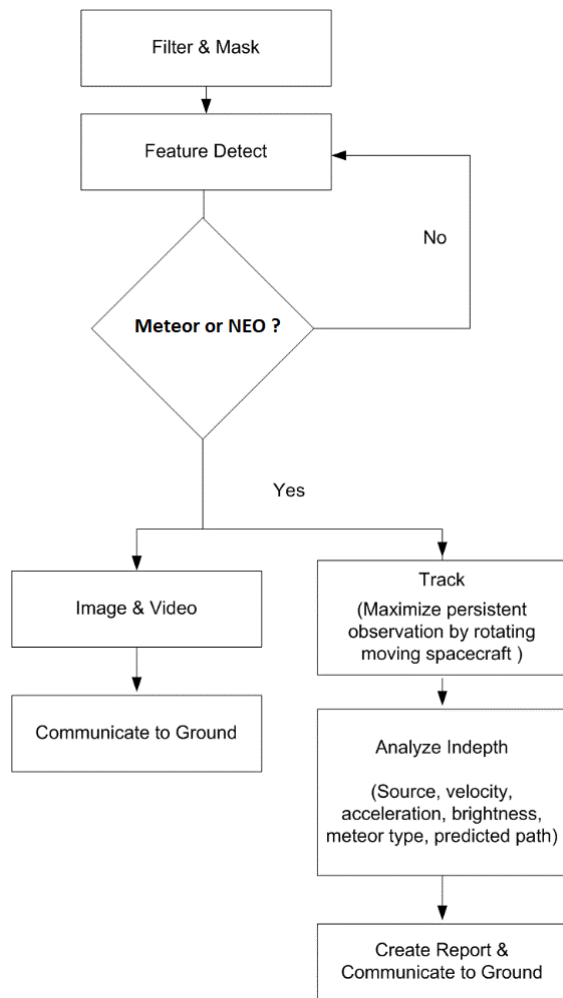 Filter & Mask
Feature Detect
No
Meteor or NEO ?
Yes
Image & Video
Communicate to Ground
Track
(Maximize persistent
observation by rotating
moving spacecraft )
Analyze Indepth
(Source, velocity,
acceleration, brightness,
meteor type, predicted path)
Create Report &
Communicate to Ground